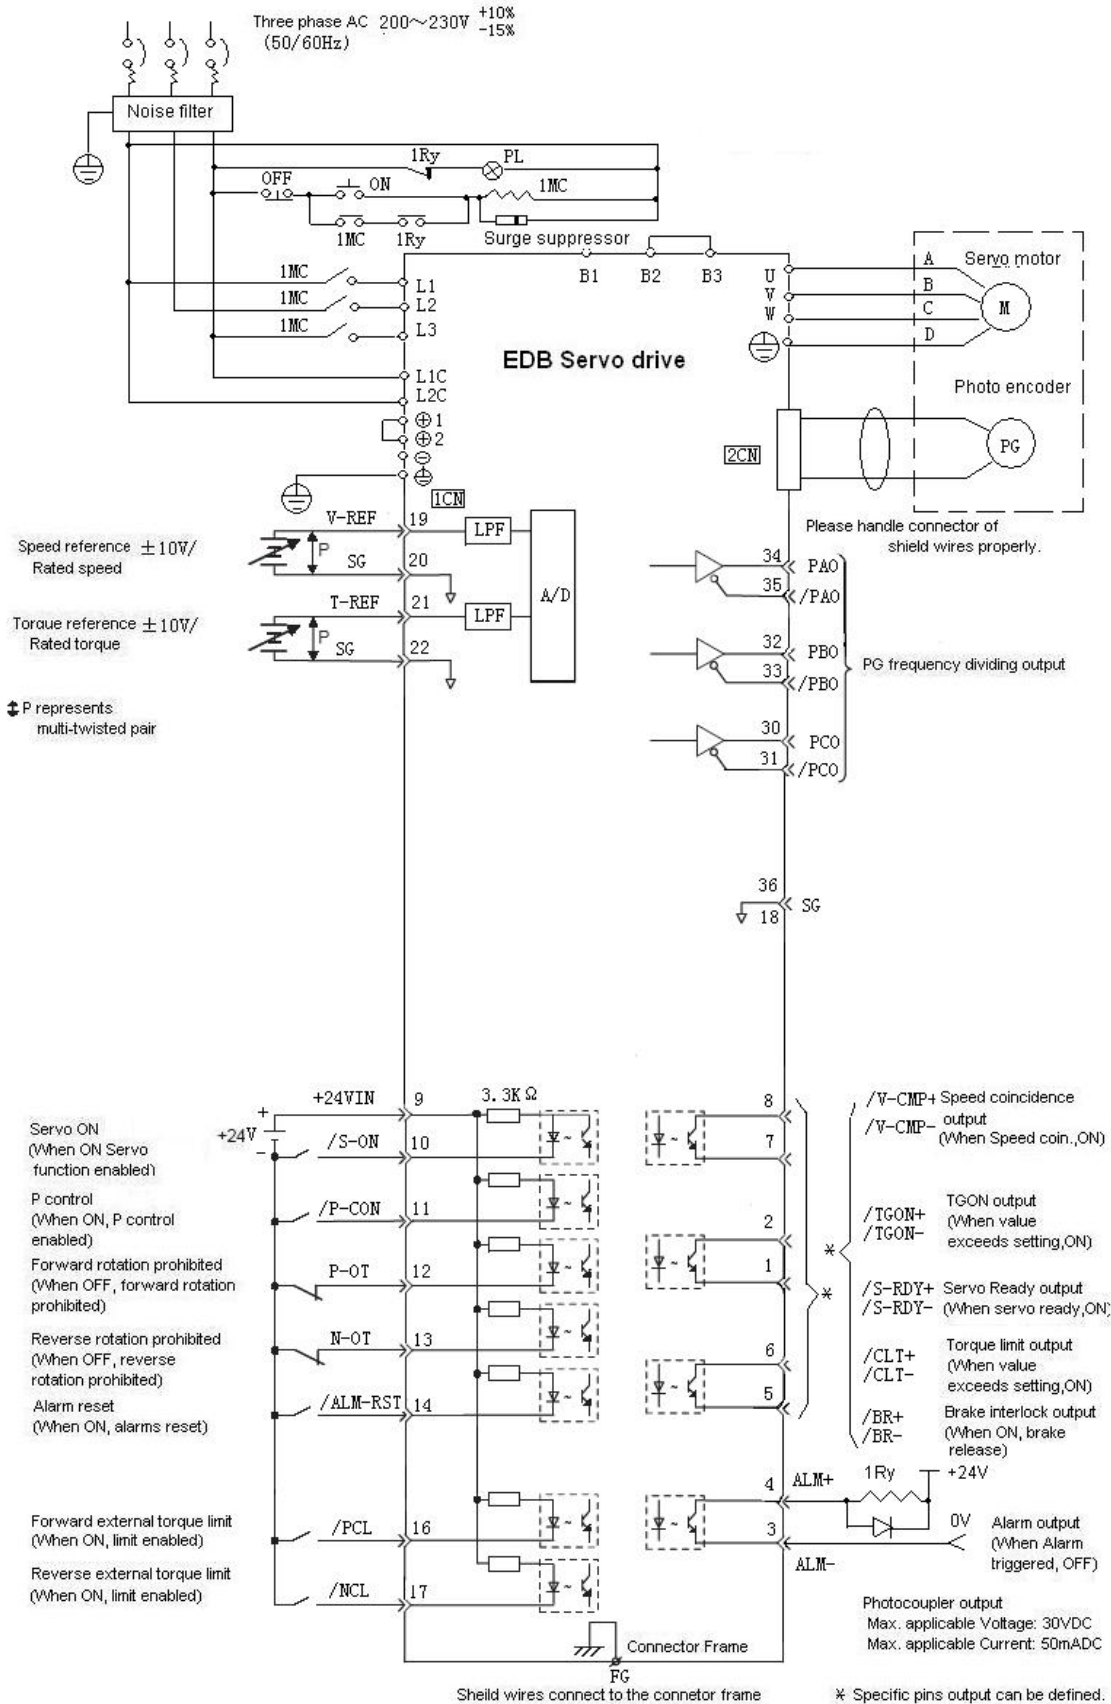 Three phase AC 200～230V +10% -15%
(50/60Hz)
Noise filter
1Ry
PL
OFF
ON
1MC
1MC
1Ry
Surge suppressor
B1
B2
B3
1MC
L1
1MC
L2
1MC
L3
L1C
L2C
⊕1
⊕2
⊖
U
V
W
A
B
C
D
Servo motor
M
EDB Servo drive
Photo encoder
PG
2CN
1CN
Please handle connector of
shield wires properly.
Speed reference ±10V/
Rated speed
V-REF
19
LPF
P
SG
20
A/D
Torque reference ±10V/
Rated torque
T-REF
21
LPF
P
SG
22
P represents
multi-twisted pair
34
PAO
35
/PAO
32
PBO
33
/PBO
30
PCO
31
/PCO
PG frequency dividing output
36
SG
18
+24VIN
9
3.3KΩ
+
+24V
-
Servo ON
(When ON Servo
function enabled)
/S-ON
10
P control
(When ON, P control
enabled)
/P-CON
11
Forward rotation prohibited
(When OFF, forward rotation
prohibited)
P-OT
12
Reverse rotation prohibited
(When OFF, reverse
rotation prohibited)
N-OT
13
Alarm reset
(When ON, alarms reset)
/ALM-RST
14
Forward external torque limit
(When ON, limit enabled)
/PCL
16
Reverse external torque limit
(When ON, limit enabled)
/NCL
17
8
7
2
1
6
5
4
3
*
*
/V-CMP+ Speed coincidence
/V-CMP- output
(When Speed coin.,ON)
/TGON+
/TGON-
TGON output
(When value
exceeds setting,ON)
/S-RDY+ Servo Ready output
/S-RDY- (When servo ready,ON)
/CLT+
/CLT-
Torque limit output
(When value
exceeds setting,ON)
/BR+
/BR-
Brake interlock output
(When ON, brake
release)
ALM+
1Ry
+24V
0V
ALM-
Alarm output
(When Alarm
triggered, OFF)
Photocoupler output
Max. applicable Voltage: 30VDC
Max. applicable Current: 50mADC
Connector Frame
FG
Sheild wires connect to the connetor frame
* Specific pins output can be defined.